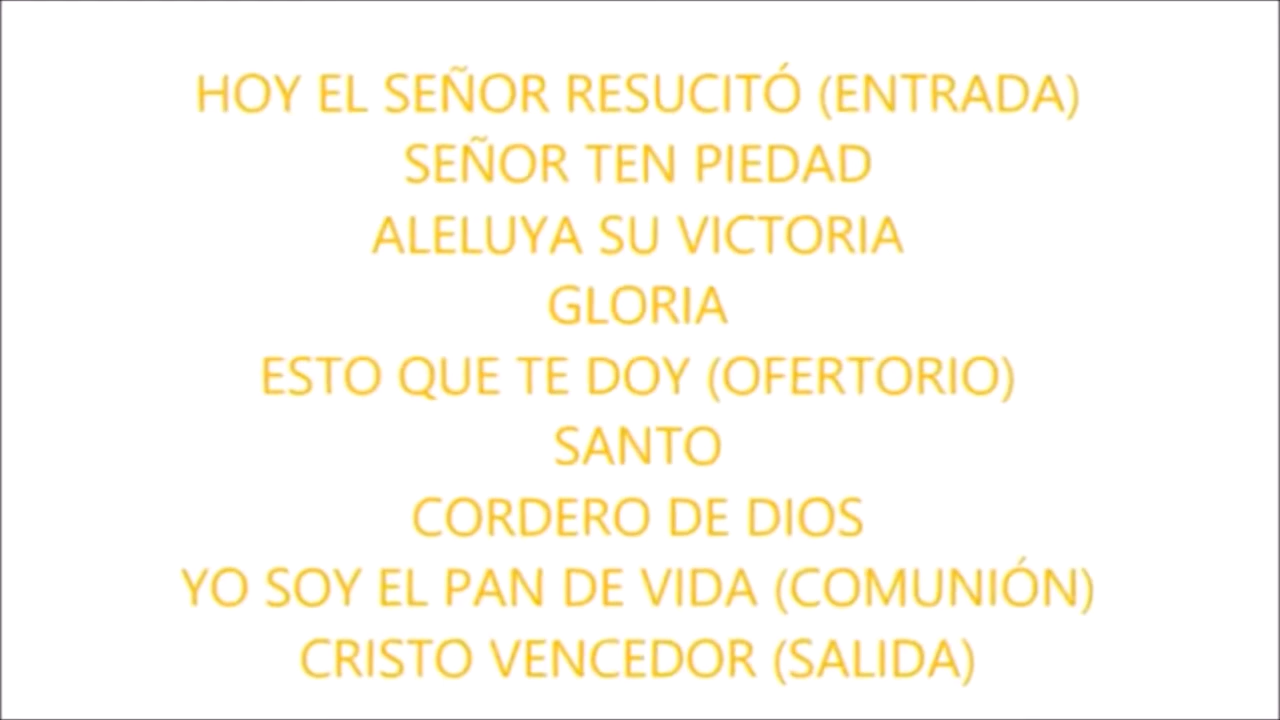 HOY EL SEÑOR RESUCITÓ (ENTRADA)
SEÑOR TEN PIEDAD
ALELUYA SU VICTORIA
GLORIA
ESTO QUE TE DOY (OFERTORIO)
SANTO
CORDERO DE DIOS
YO SOY EL PAN DE VIDA (COMUNIÓN)
CRISTO VENCEDOR (SALIDA)